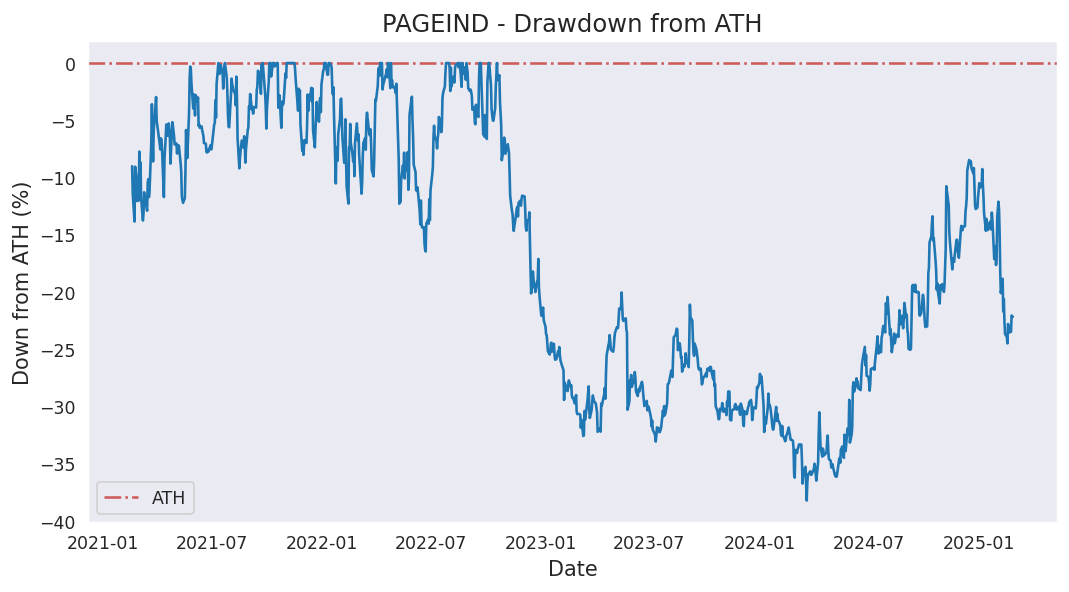 PAGEIND - Drawdown from ATH
Down from ATH (%)
0
−5
−10
−15
−20
−25
−30
−35
−40
ATH
2021-01 2021-07 2022-01 2022-07 2023-01 2023-07 2024-01 2024-07 2025-01
Date